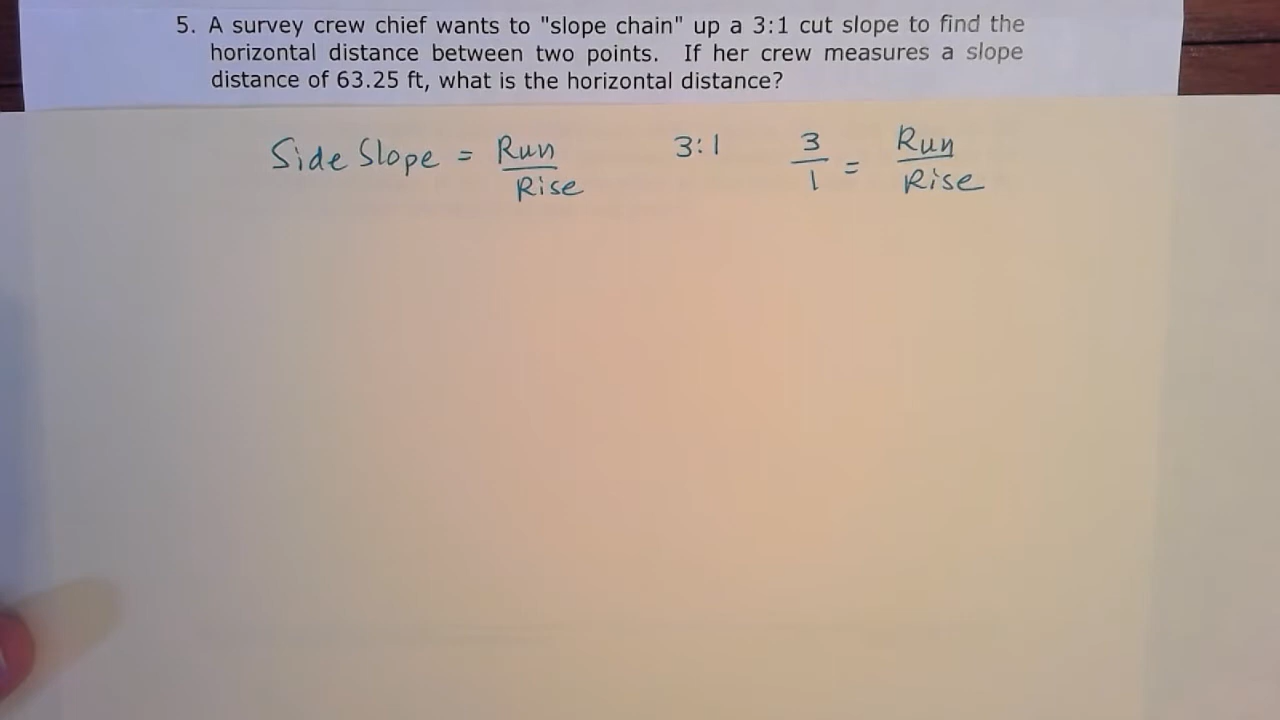 5. A survey crew chief wants to "slope chain" up a 3:1 cut slope to find the
horizontal distance between two points. If her crew measures a slope
distance of 63.25 ft, what is the horizontal distance?
Side Slope = Run/Rise 3:1 3/1 = Run/Rise